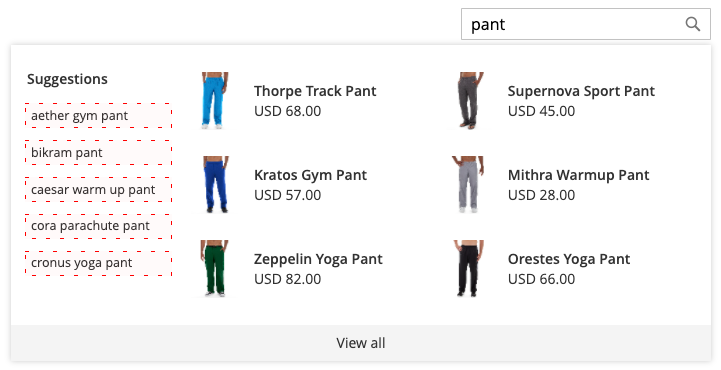 pant
Suggestions
aether gym pant
bikram pant
caesar warm up pant
cora parachute pant
cronus yoga pant
Thorpe Track Pant
USD 68.00
Supernova Sport Pant
USD 45.00
Kratos Gym Pant
USD 57.00
Mithra Warmup Pant
USD 28.00
Zeppelin Yoga Pant
USD 82.00
Orestes Yoga Pant
USD 66.00
View all